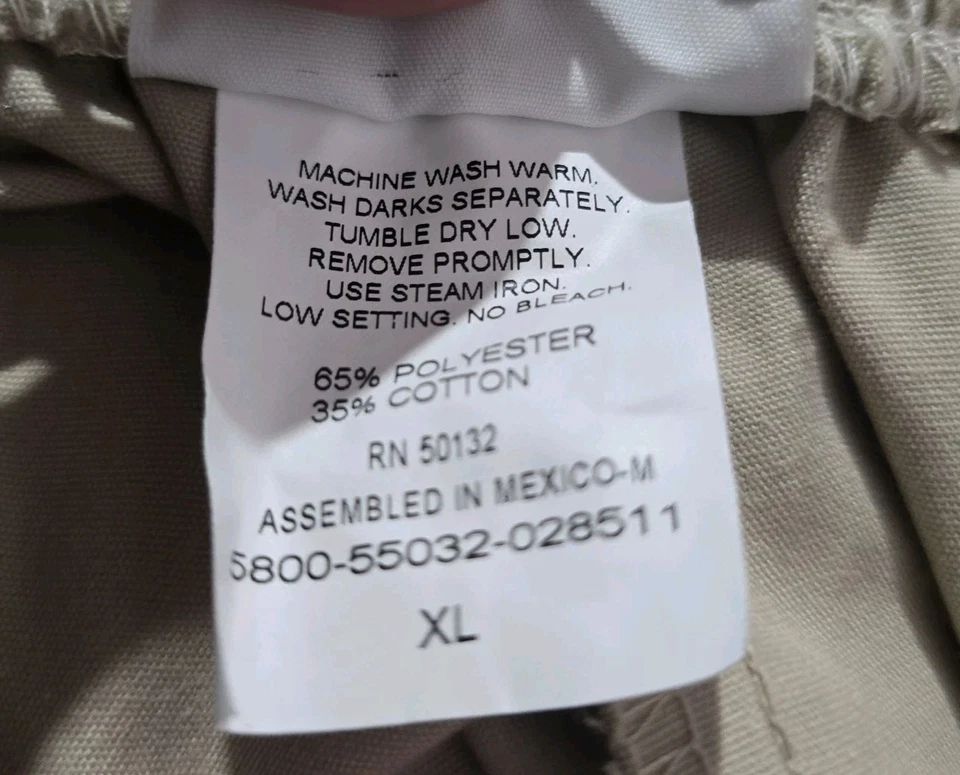 MACHINE WASH WARM.
WASH DARKS SEPARATELY.
TUMBLE DRY LOW.
REMOVE PROMPTLY.
USE STEAM IRON.
LOW SETTING. NO BLEACH.
65% POLYESTER
35% COTTON
RN 50132
ASSEMBLED IN MEXICO-M
5800-55032-028511
XL